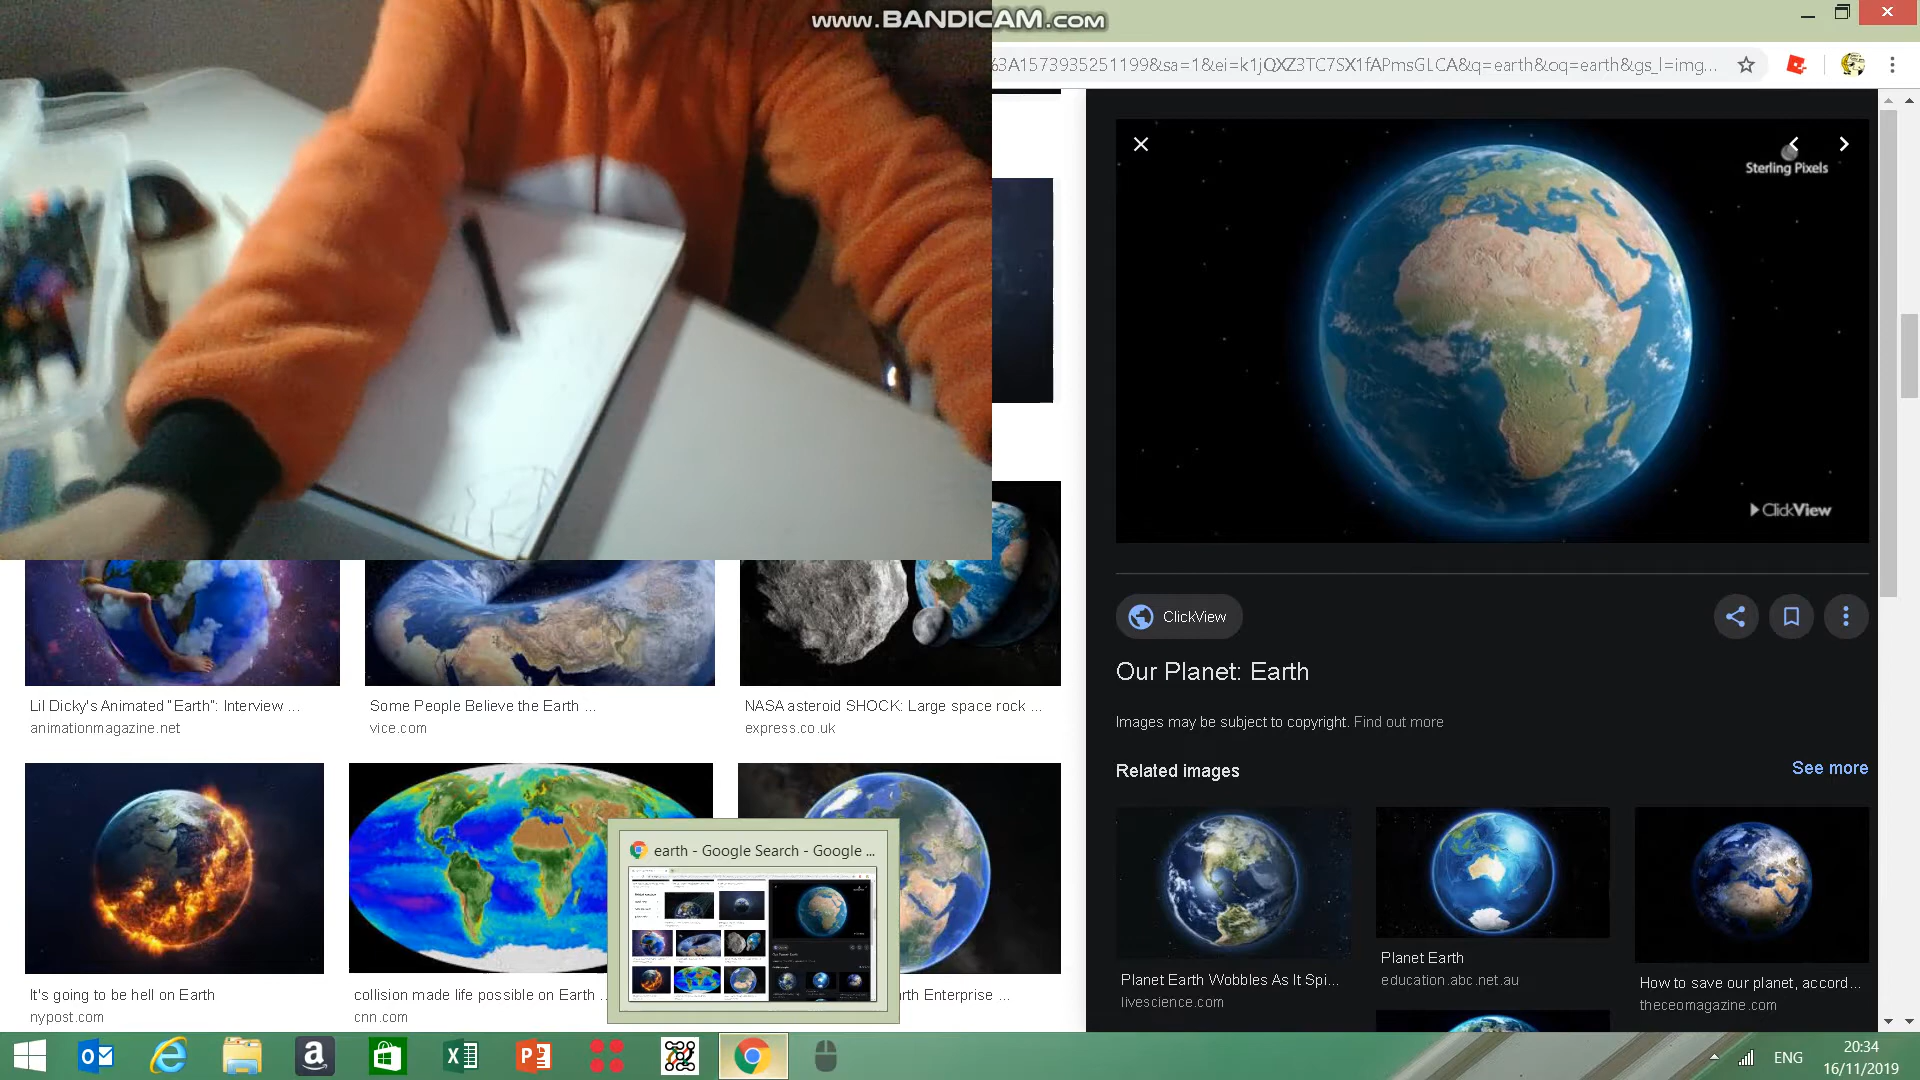 www.BANDICAM.com
%3A1573935251199&sa=1&ei=k1jQXZ3TC7SX1fAPmsGLCA&q=earth&oq=earth&gs_l=img...
Sterling Pixels
ClickView
ClickView
Our Planet: Earth
Images may be subject to copyright. Find out more
Related images
See more
Lil Dicky's Animated "Earth": Interview ...
animationmagazine.net
Some People Believe the Earth ...
vice.com
NASA asteroid SHOCK: Large space rock ...
express.co.uk
It's going to be hell on Earth
nypost.com
collision made life possible on Earth ...
cnn.com
rth Enterprise ...
earth - Google Search - Google ...
Planet Earth Wobbles As It Spi...
livescience.com
Planet Earth
education.abc.net.au
How to save our planet, accord...
theceomagazine.com
ENG
20:34
16/11/2019